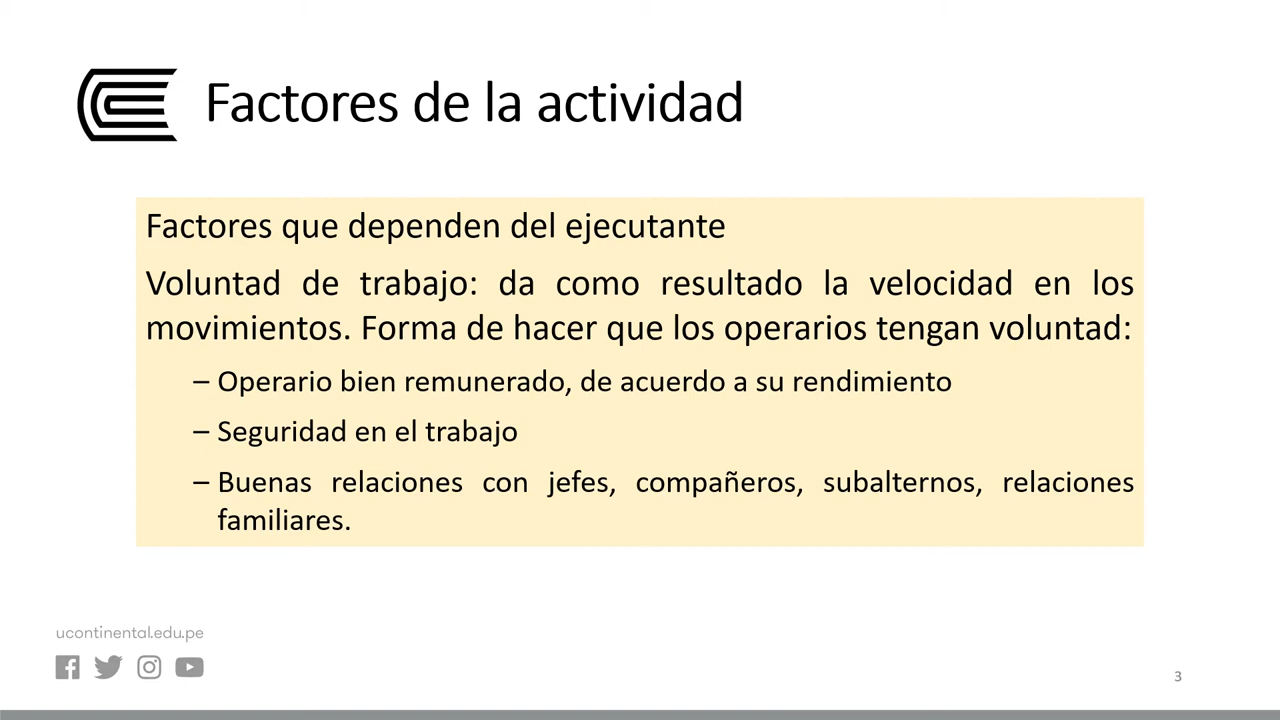 Factores de la actividad
Factores que dependen del ejecutante
Voluntad de trabajo: da como resultado la velocidad en los
movimientos. Forma de hacer que los operarios tengan voluntad:
– Operario bien remunerado, de acuerdo a su rendimiento
– Seguridad en el trabajo
– Buenas relaciones con jefes, compañeros, subalternos, relaciones
familiares.
ucontinental.edu.pe
3